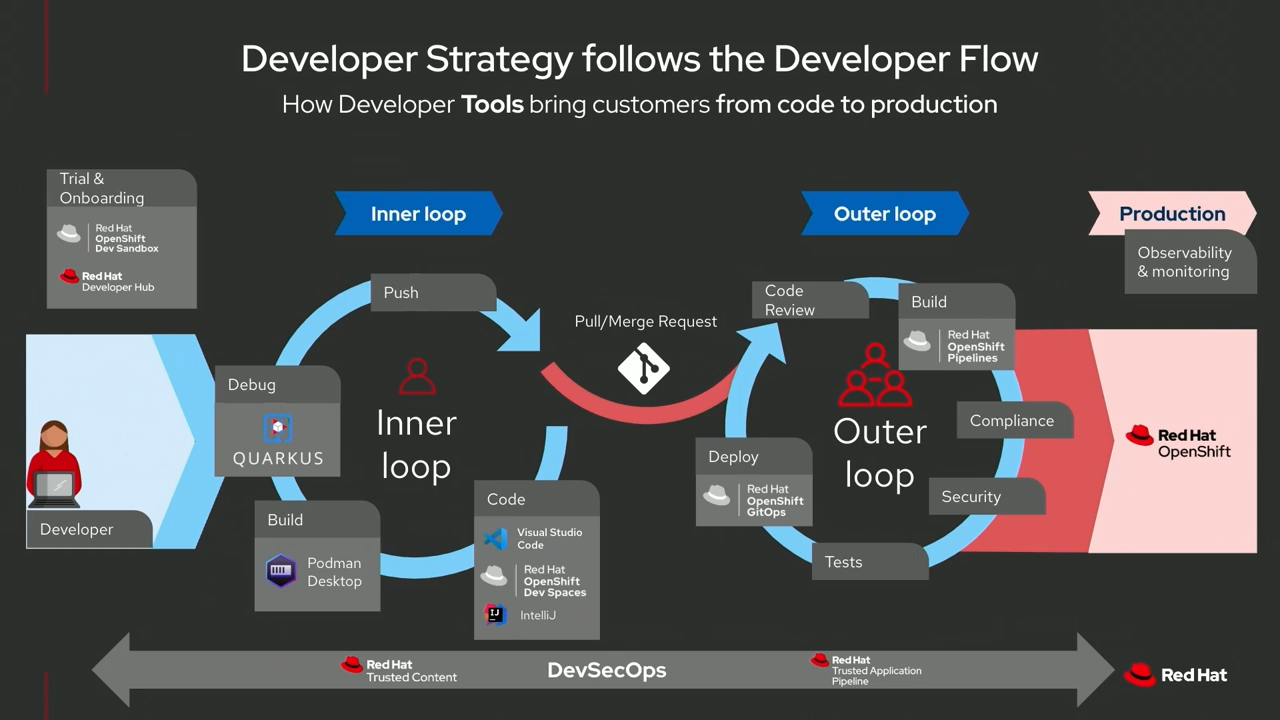 Developer Strategy follows the Developer Flow
How Developer Tools bring customers from code to production
Trial &
Onboarding
Red Hat
OpenShift
Dev Sandbox
Red Hat
Developer Hub
Inner loop
Outer loop
Production
Observability
& monitoring
Push
Pull/Merge Request
Code
Review
Build
Red Hat
OpenShift
Pipelines
Debug
QUARKUS
Inner
loop
Outer
loop
Compliance
Red Hat
OpenShift
Deploy
Red Hat
OpenShift
GitOps
Security
Developer
Build
Podman
Desktop
Code
Visual Studio
Code
Red Hat
OpenShift
Dev Spaces
IJ
IntelliJ
Tests
Red Hat
Trusted Content
DevSecOps
Red Hat
Trusted Application
Pipeline
Red Hat